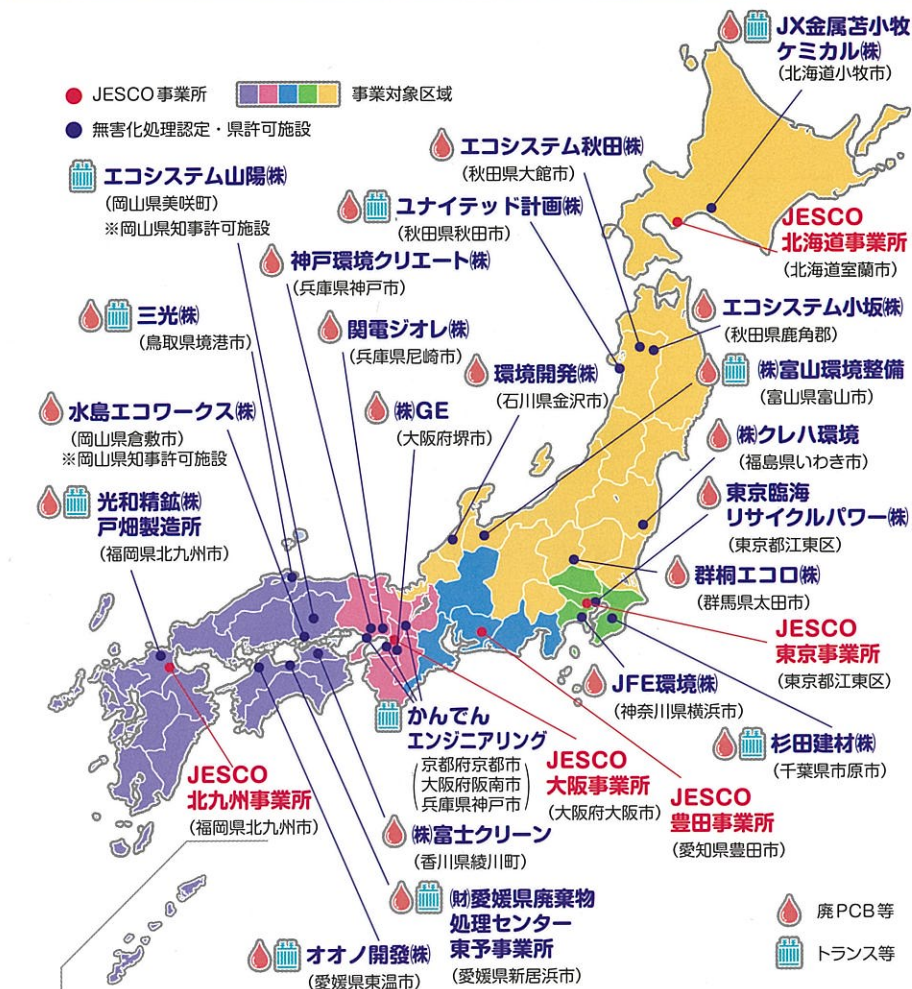 JX金属苫小牧
ケミカル㈱
(北海道小牧市)
JESCO事業所
事業対象区域
無害化処理認定・県許可施設
エコシステム秋田㈱
(秋田県大館市)
エコシステム山陽㈱
(岡山県美咲町)
※岡山県知事許可施設
ユナイテッド計画㈱
(秋田県秋田市)
JESCO
北海道事業所
(北海道室蘭市)
神戸環境クリエート㈱
(兵庫県神戸市)
エコシステム小坂㈱
(秋田県鹿角郡)
三光㈱
(鳥取県境港市)
関電ジオレ㈱
(兵庫県尼崎市)
環境開発㈱
(石川県金沢市)
㈱富山環境整備
(富山県富山市)
水島エコワークス㈱
(岡山県倉敷市)
※岡山県知事許可施設
㈱GE
(大阪府堺市)
㈱クレハ環境
(福島県いわき市)
光和精鉱㈱
戸畑製造所
(福岡県北九州市)
東京臨海
リサイクルパワー㈱
(東京都江東区)
群桐エコロ㈱
(群馬県太田市)
JESCO
東京事業所
(東京都江東区)
JFE環境㈱
(神奈川県横浜市)
かんでん
エンジニアリング
京都府京都市
大阪府阪南市
兵庫県神戸市
杉田建材㈱
(千葉県市原市)
JESCO
大阪事業所
(大阪府大阪市)
JESCO
北九州事業所
(福岡県北九州市)
JESCO
豊田事業所
(愛知県豊田市)
㈱富士クリーン
(香川県綾川町)
㈶愛媛県廃棄物
処理センター
東予事業所
(愛媛県新居浜市)
オオノ開發㈱
(愛媛県東温市)
廃PCB等
トランス等